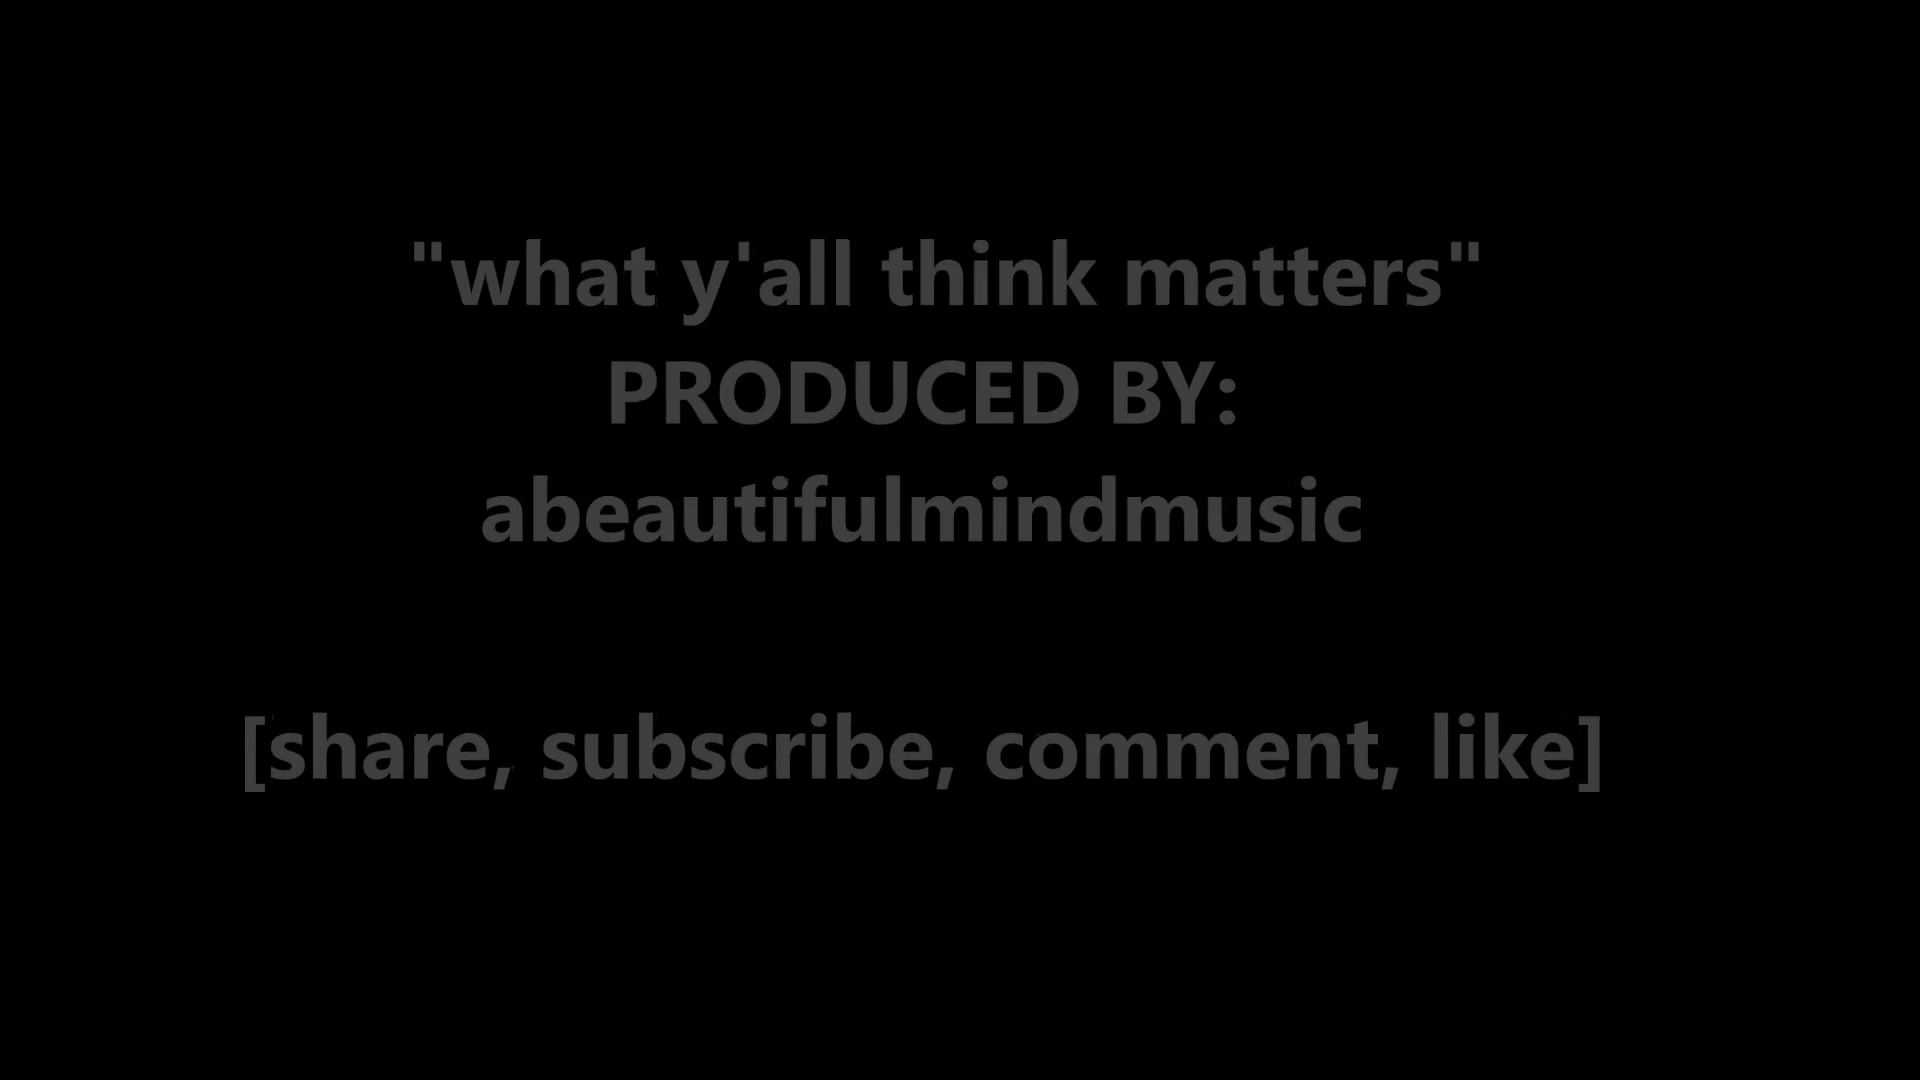 "what y'all think matters"
PRODUCED BY:
abeautifulmindmusic
[share, subscribe, comment, like]